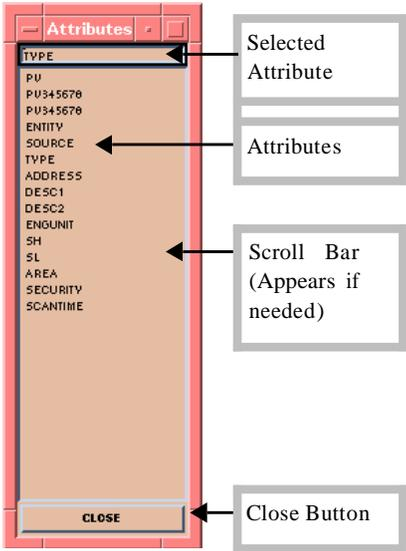 Attributes
TYPE
PV
PV345678
PV345678
ENTITY
SOURCE
TYPE
ADDRESS
DESC1
DESC2
ENGUNIT
SH
SL
AREA
SECURITY
SCANTIME
CLOSE
Selected
Attribute
Attributes
Scroll Bar
(Appears if
needed)
Close Button